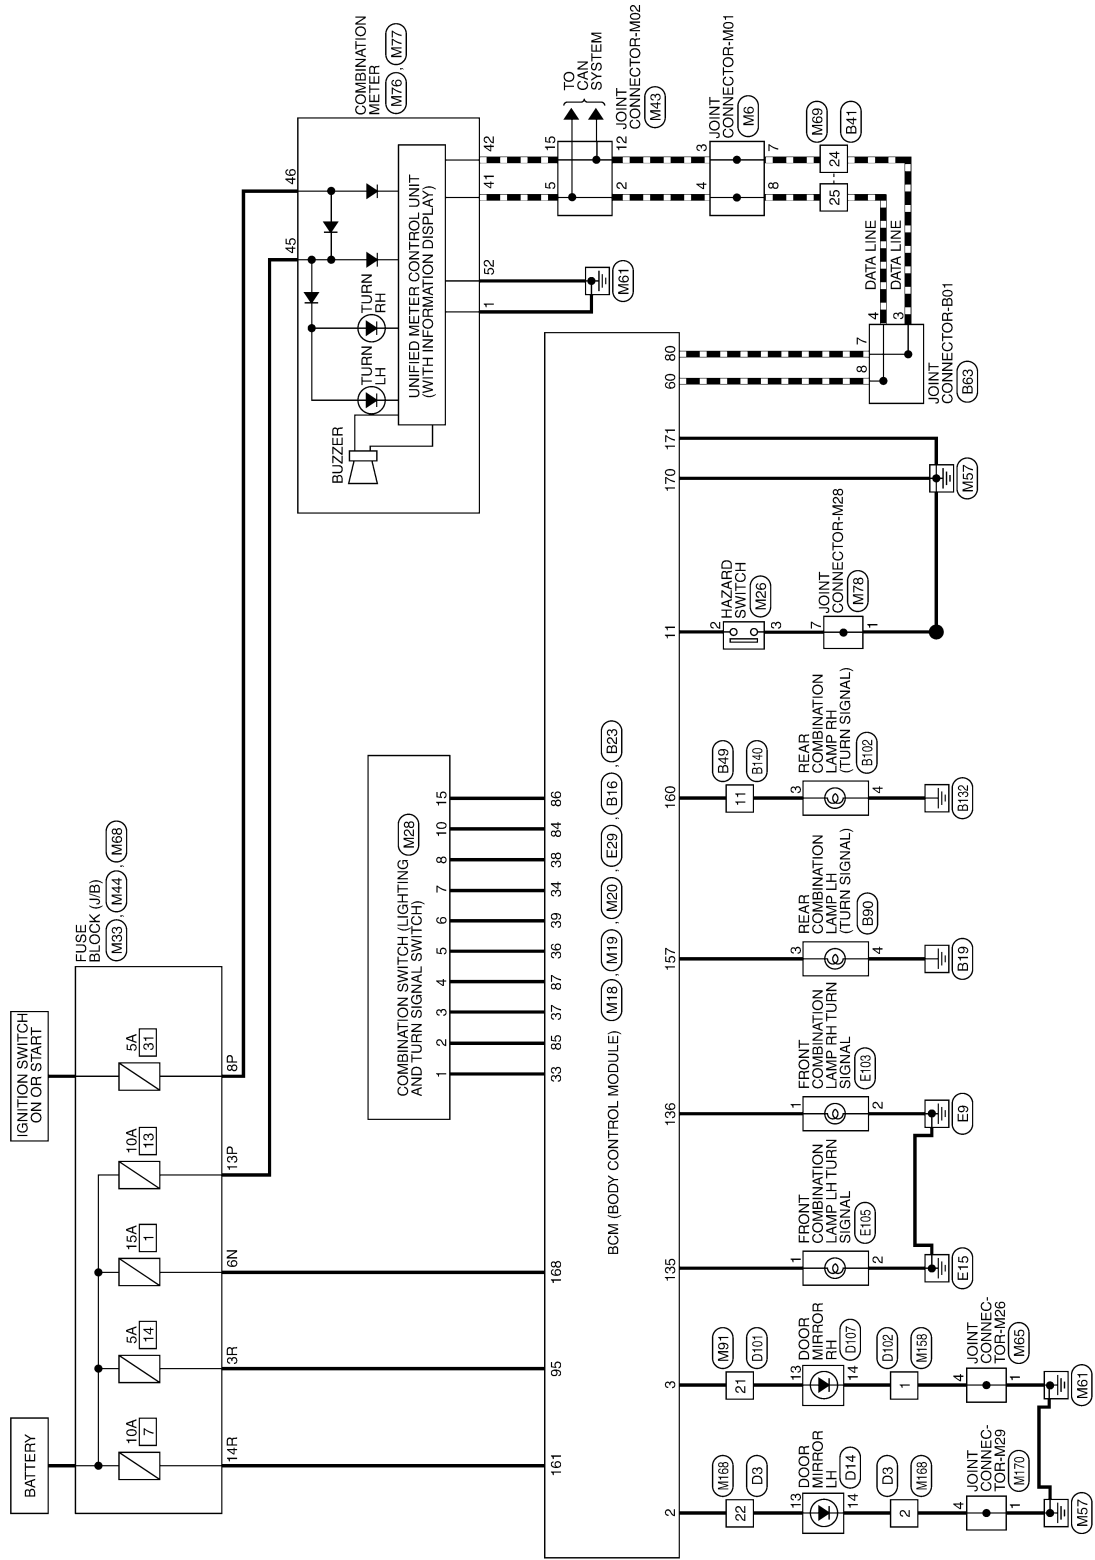 BATTERY
IGNITION SWITCH
ON OR START
FUSE
BLOCK (J/B)
M33 , M44 , M68
10A
7
5A
14
15A
1
10A
13
5A
31
14R
3R
6N
13P
8P
COMBINATION
METER
M76 , M77
45
46
BUZZER
TURN
LH
TURN
RH
UNIFIED METER CONTROL UNIT
(WITH INFORMATION DISPLAY)
1
52
41
42
M61
TO
CAN
SYSTEM
5
15
2
12
JOINT
CONNECTOR-M02
M43
4
3
8
7
JOINT
CONNECTOR-M01
M6
25
24
M69
B41
DATA LINE
DATA LINE
4
3
8
7
JOINT
CONNECTOR-B01
B63
COMBINATION SWITCH (LIGHTING
AND TURN SIGNAL SWITCH)
M28
1
2
3
4
5
6
7
8
10
15
161
95
168
33
85
37
87
36
39
34
38
84
86
BCM (BODY CONTROL MODULE)
M18 , M19 , M20 , E29 , B16 , B23
2
3
135
136
157
160
11
170
171
60
80
M168
22
D3
13
DOOR
MIRROR
LH
D14
14
D3
2
M168
4
JOINT
CONNEC-
TOR-M29
M170
1
M57
M91
21
D101
13
DOOR
MIRROR
RH
D107
14
D102
1
M158
4
JOINT
CONNEC-
TOR-M26
M65
1
M61
1
FRONT
COMBINATION
LAMP LH TURN
SIGNAL
E105
2
E15
1
FRONT
COMBINATION
LAMP RH TURN
SIGNAL
E103
2
E9
3
REAR
COMBINATION
LAMP LH
(TURN SIGNAL)
B90
4
B19
B49
11
B140
3
REAR
COMBINATION
LAMP RH
(TURN SIGNAL)
B102
4
B132
2
HAZARD
SWITCH
M26
3
7
JOINT
CONNECTOR-M28
M78
1
M57